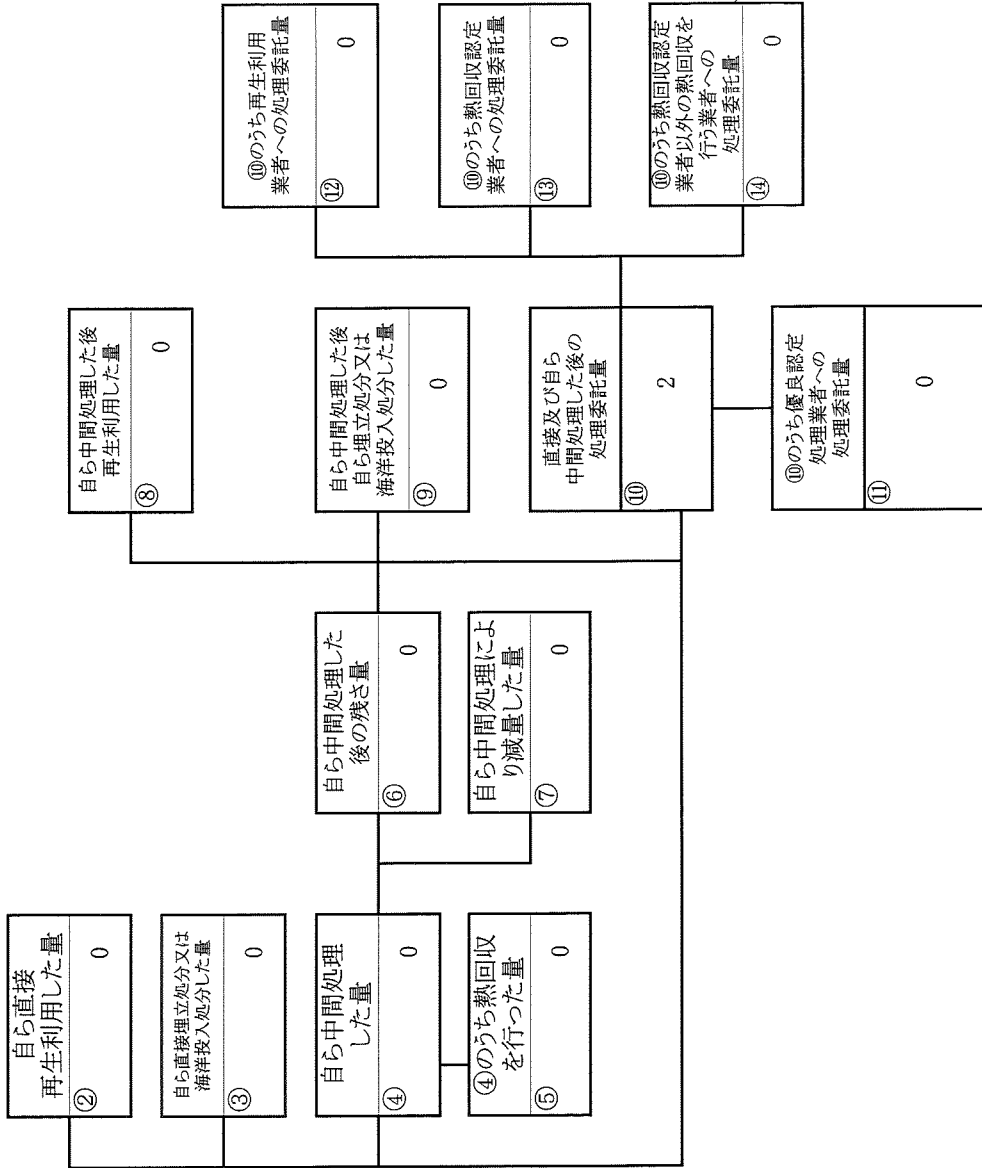 自ら直接
再生利用した量
②
0
自ら直接埋立処分又は
海洋投入処分した量
③
0
自ら中間処理
した量
④
0
④のうち熱回収
を行った量
⑤
0
自ら中間処理した
後の残さ量
⑥
0
自ら中間処理によ
り減量した量
⑦
0
自ら中間処理した後
再生利用した量
⑧
0
自ら中間処理した後
自ら埋立処分又は
海洋投入処分した量
⑨
0
直接及び自ら
中間処理した後の
処理委託量
⑩
2
⑩のうち優良認定
処理業者への
処理委託量
⑪
0
⑩のうち再生利用
業者への処理委託量
⑫
0
⑩のうち熱回収認定
業者への処理委託量
⑬
0
⑩のうち熱回収認定
業者以外の熱回収を
行う業者への
処理委託量
⑭
0